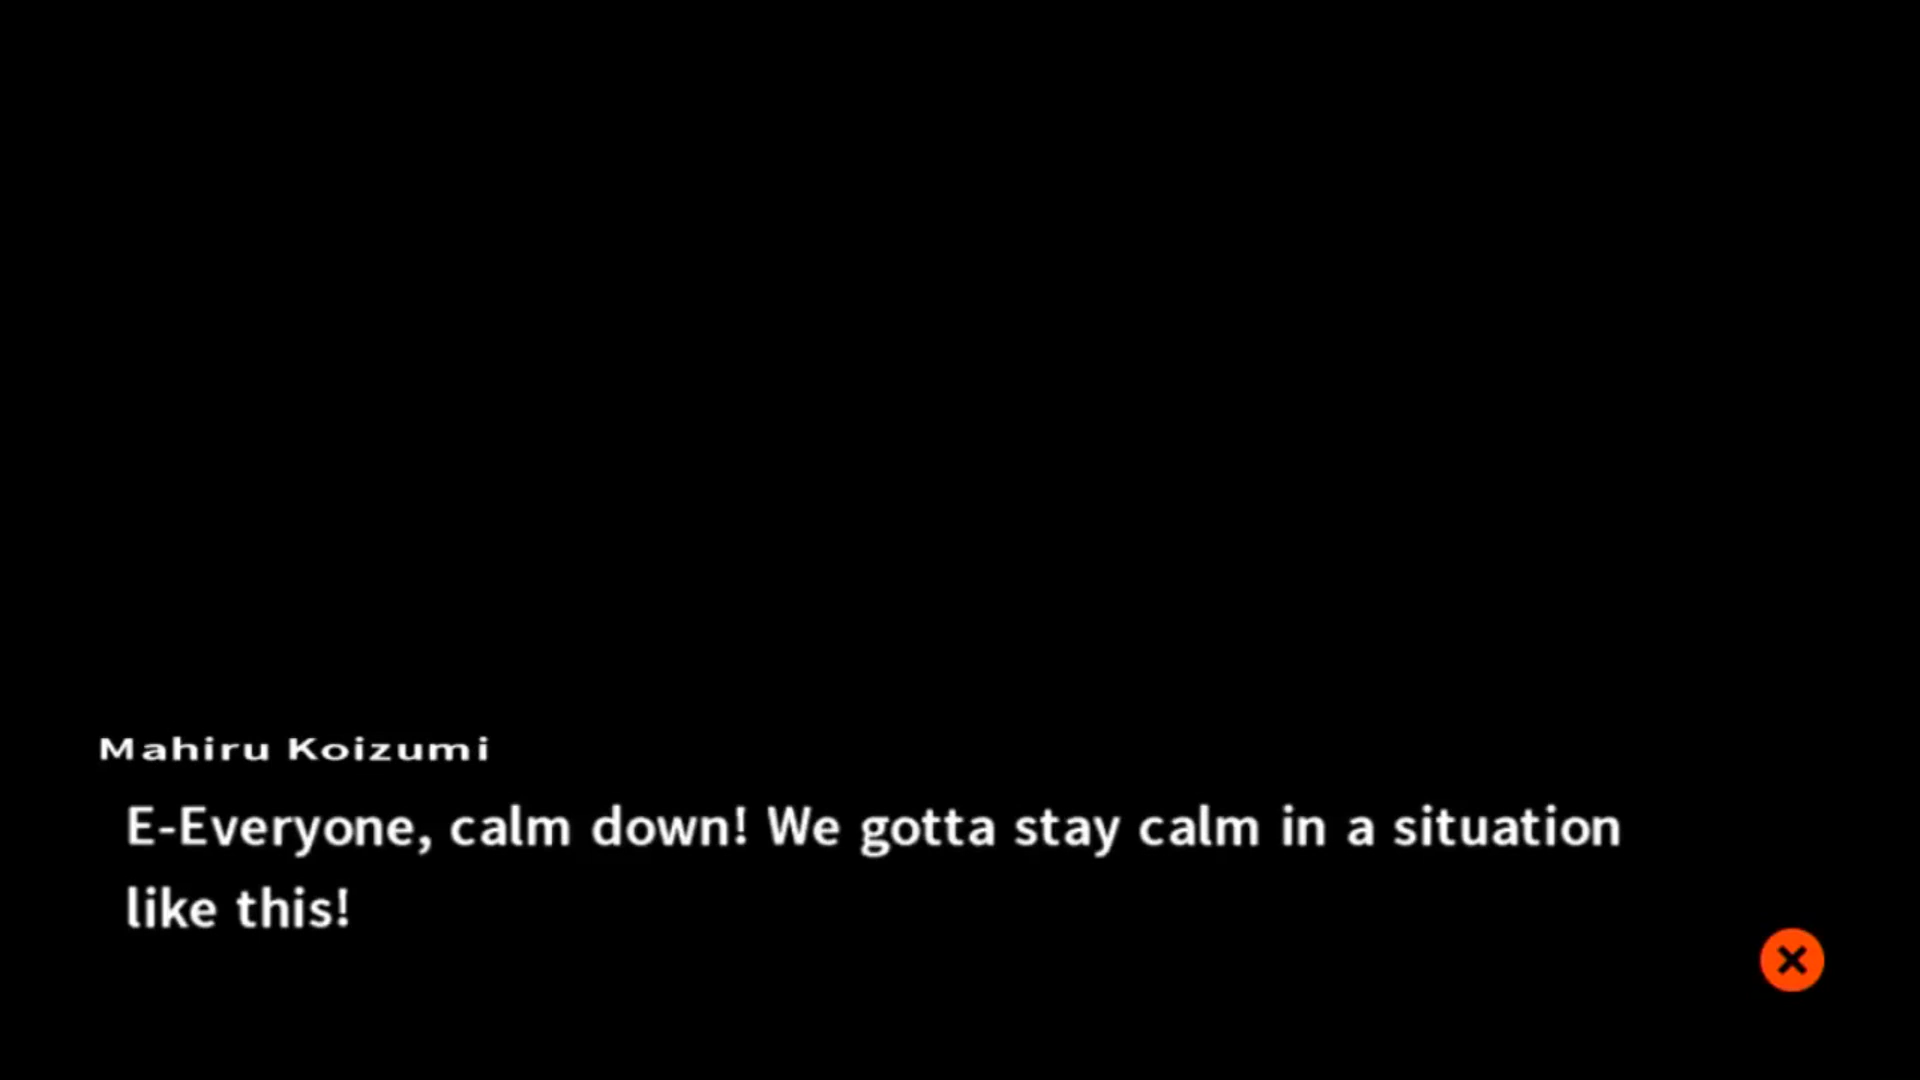 Mahiru Koizumi
E-Everyone, calm down! We gotta stay calm in a situation
like this!